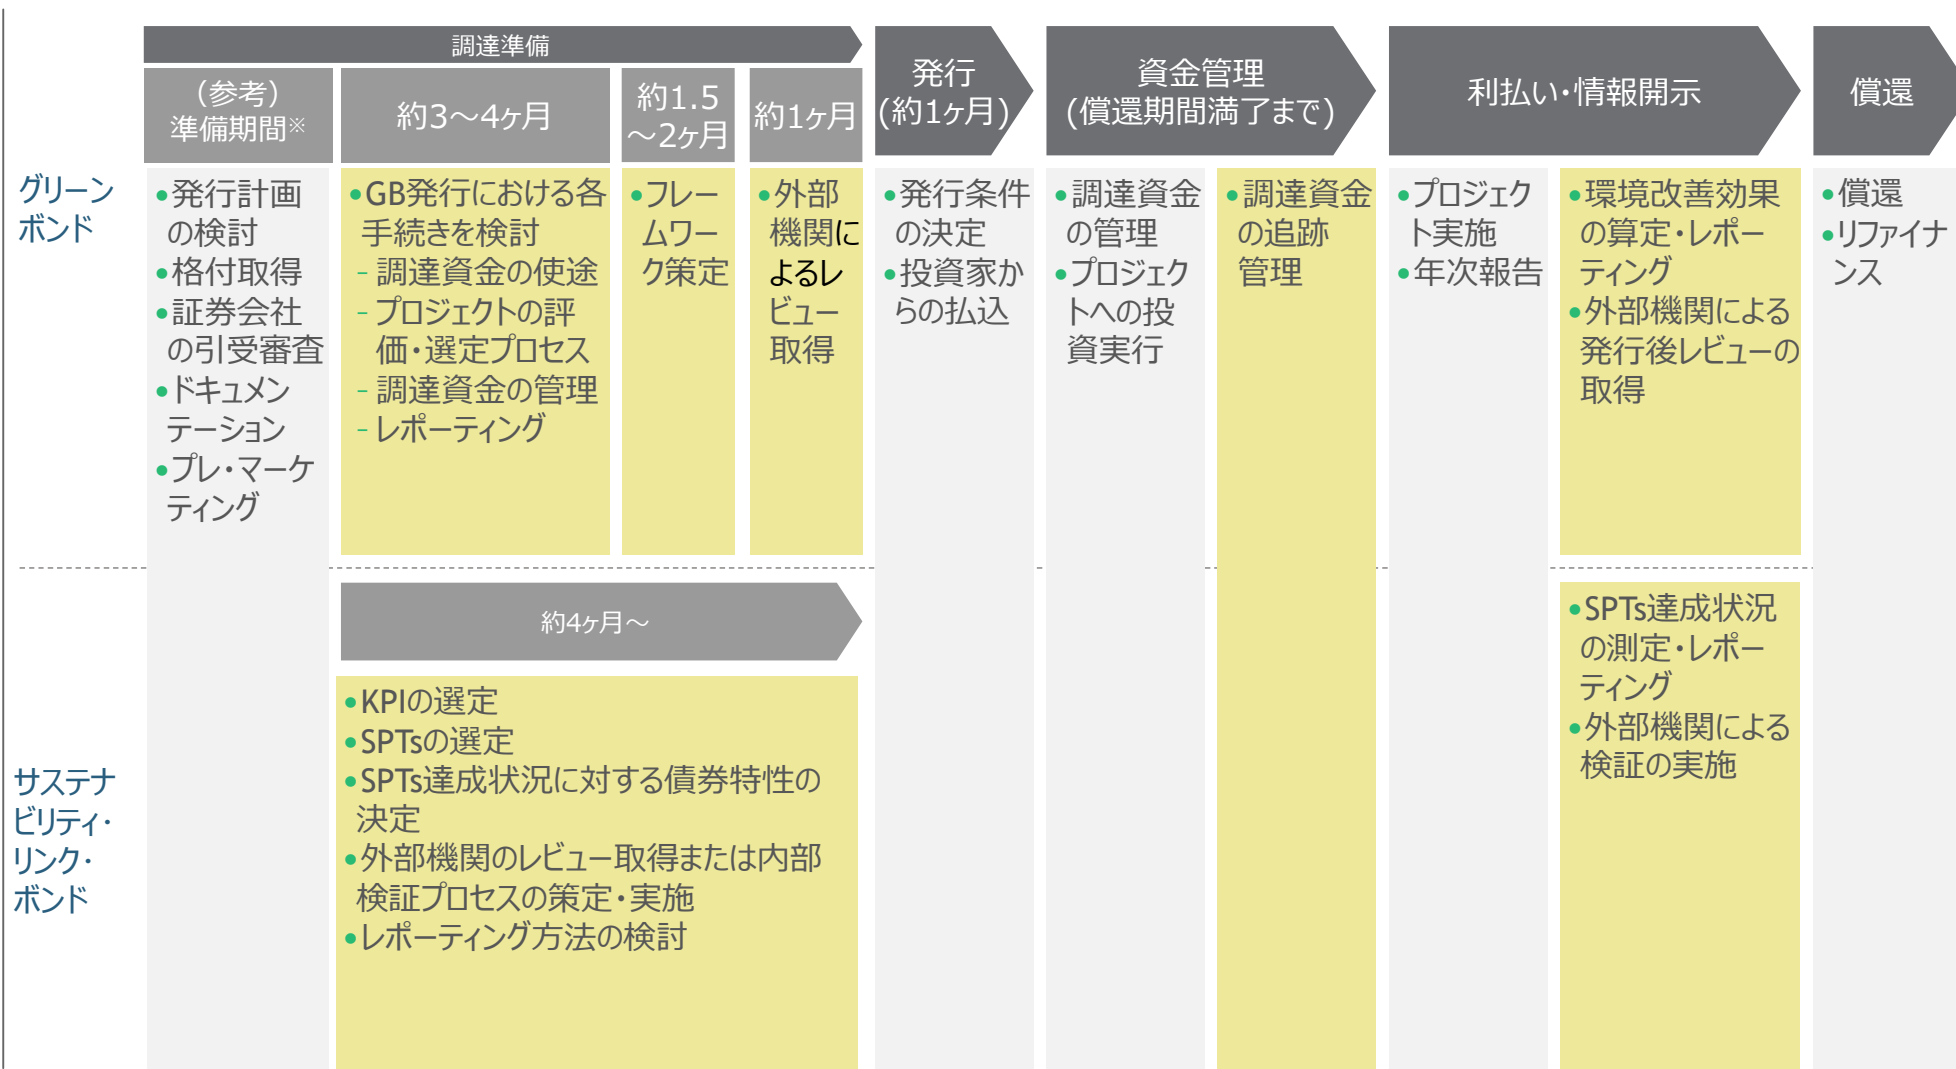 調達準備
（参考）
準備期間※
約3～4ヶ月
約1.5
～2ヶ月
約1ヶ月
発行
(約1ヶ月)
資金管理
(償還期間満了まで)
利払い・情報開示
償還
グリーン
ボンド
•発行計画
の検討
•格付取得
•証券会社
の引受審査
•ドキュメン
テーション
•プレ・マーケ
ティング
•GB発行における各
手続きを検討
- 調達資金の使途
- プロジェクトの評
価・選定プロセス
- 調達資金の管理
- レポーティング
•フレー
ムワー
ク策定
•外部
機関に
よるレ
ビュー
取得
•発行条件
の決定
•投資家か
らの払込
•調達資金
の管理
•プロジェク
トへの投
資実行
•調達資金
の追跡
管理
•プロジェク
ト実施
•年次報告
•環境改善効果
の算定・レポー
ティング
•外部機関による
発行後レビューの
取得
•償還
•リファイナ
ンス
サステナ
ビリティ・
リンク・
ボンド
約4ヶ月～
•KPIの選定
•SPTsの選定
•SPTs達成状況に対する債券特性の
決定
•外部機関のレビュー取得または内部
検証プロセスの策定・実施
•レポーティング方法の検討
•SPTs達成状況
の測定・レポー
ティング
•外部機関による
検証の実施